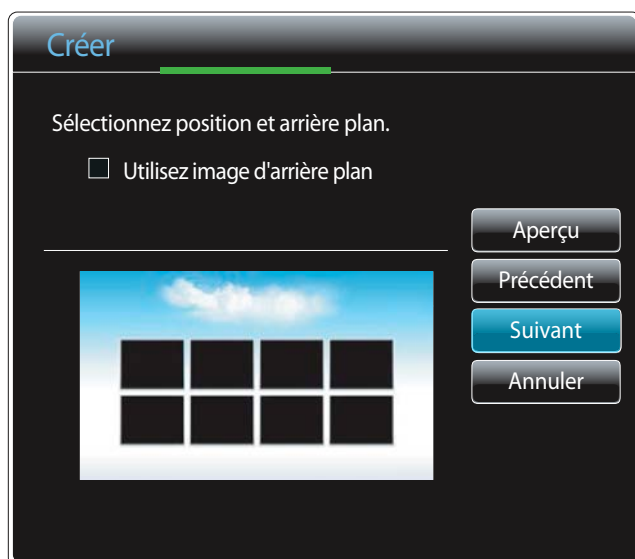 Créer
Sélectionnez position et arrière plan.
Utilisez image d'arrière plan
Aperçu
Précédent
Suivant
Annuler